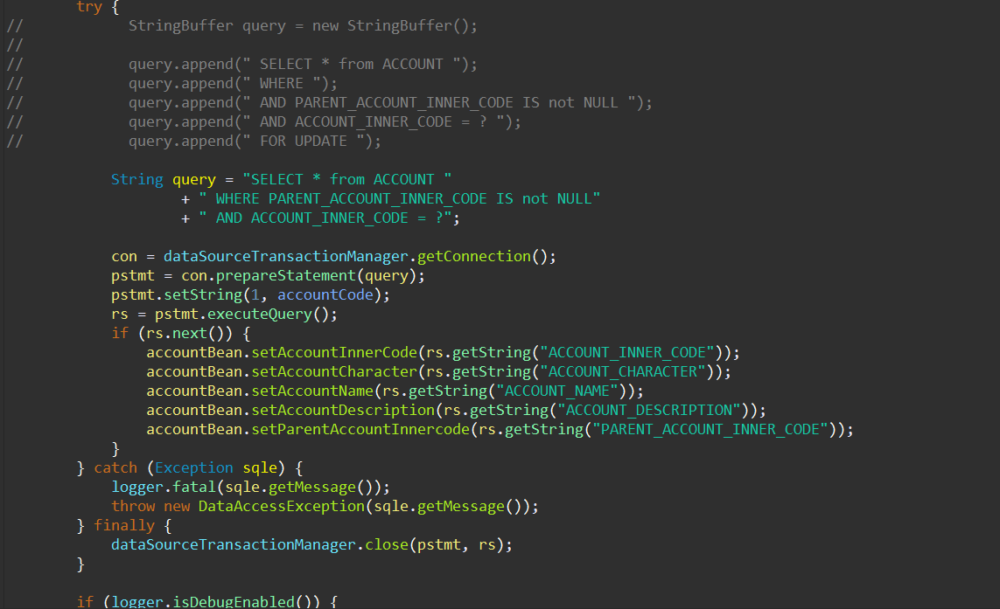 try {
// StringBuffer query = new StringBuffer();
//
// query.append(" SELECT * from ACCOUNT ");
// query.append(" WHERE ");
// query.append(" AND PARENT_ACCOUNT_INNER_CODE IS not NULL ");
// query.append(" AND ACCOUNT_INNER_CODE = ? ");
// query.append(" FOR UPDATE ");
String query = "SELECT * from ACCOUNT "
+ " WHERE PARENT_ACCOUNT_INNER_CODE IS not NULL"
+ " AND ACCOUNT_INNER_CODE = ?";
con = dataSourceTransactionManager.getConnection();
pstmt = con.prepareStatement(query);
pstmt.setString(1, accountCode);
rs = pstmt.executeQuery();
if (rs.next()) {
accountBean.setAccountInnerCode(rs.getString("ACCOUNT_INNER_CODE"));
accountBean.setAccountCharacter(rs.getString("ACCOUNT_CHARACTER"));
accountBean.setAccountName(rs.getString("ACCOUNT_NAME"));
accountBean.setAccountDescription(rs.getString("ACCOUNT_DESCRIPTION"));
accountBean.setParentAccountInnercode(rs.getString("PARENT_ACCOUNT_INNER_CODE"));
}
} catch (Exception sqle) {
logger.fatal(sqle.getMessage());
throw new DataAccessException(sqle.getMessage());
} finally {
dataSourceTransactionManager.close(pstmt, rs);
}
if (logger.isDebugEnabled()) {